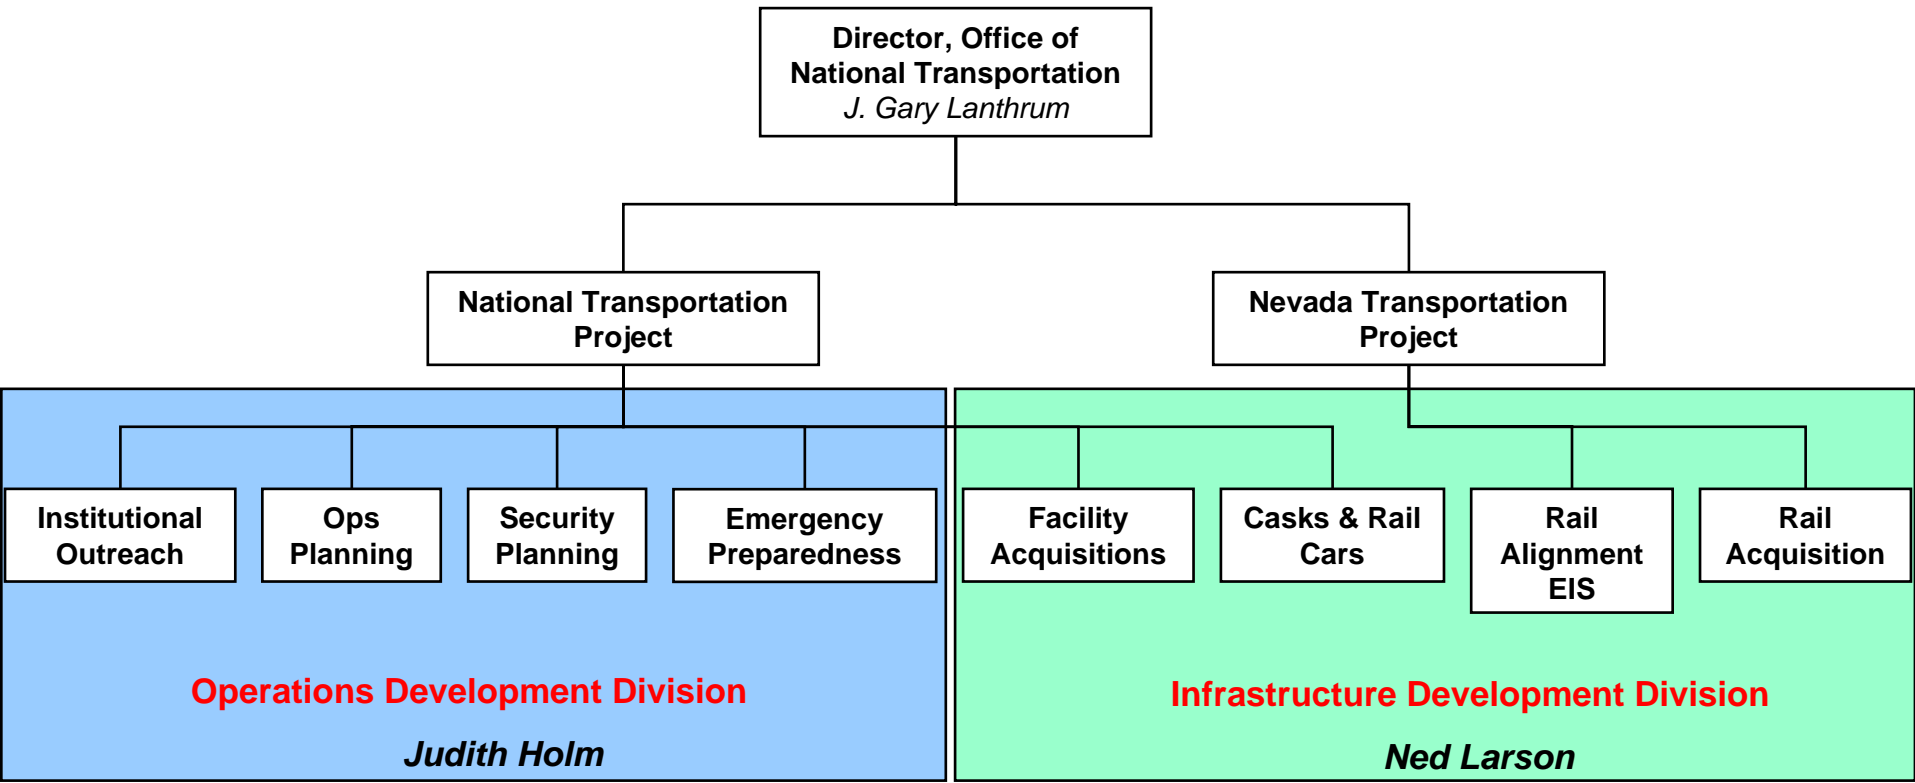 Director, Office of
National Transportation
J. Gary Lanthrum
National Transportation
Project
Nevada Transportation
Project
Institutional
Outreach
Ops
Planning
Security
Planning
Emergency
Preparedness
Facility
Acquisitions
Casks & Rail
Cars
Rail
Alignment
EIS
Rail
Acquisition
Operations Development Division
Judith Holm
Infrastructure Development Division
Ned Larson